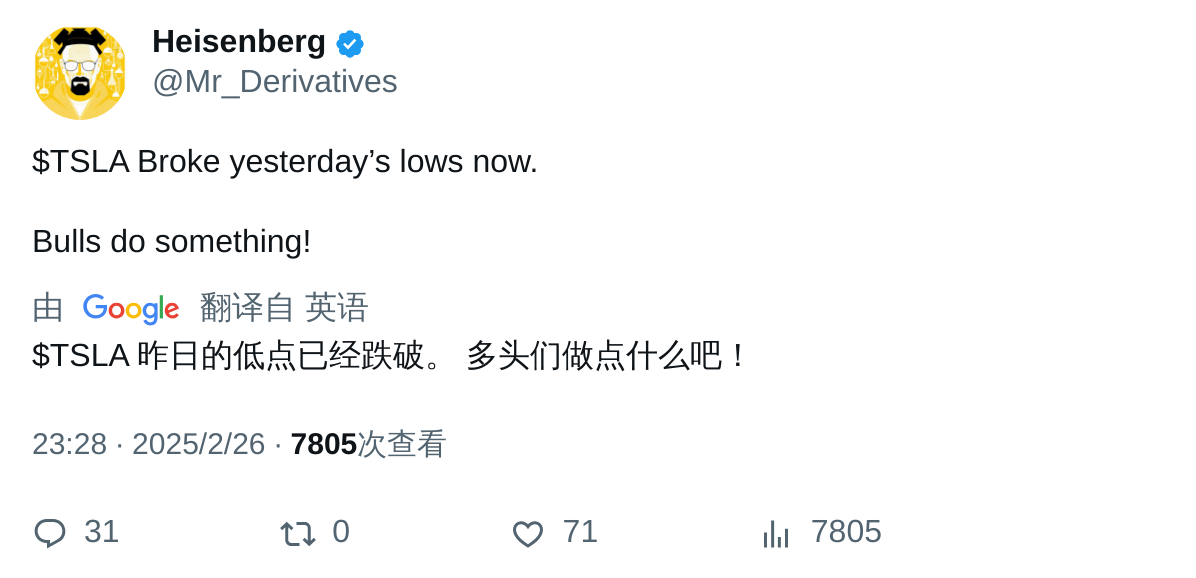 Heisenberg
@Mr_Derivatives
$TSLA Broke yesterday’s lows now.
Bulls do something!
由 Google 翻译自 英语
$TSLA 昨日的低点已经跌破。 多头们做点什么吧！
23:28 · 2025/2/26 · 7805次查看
31 0 71 7805